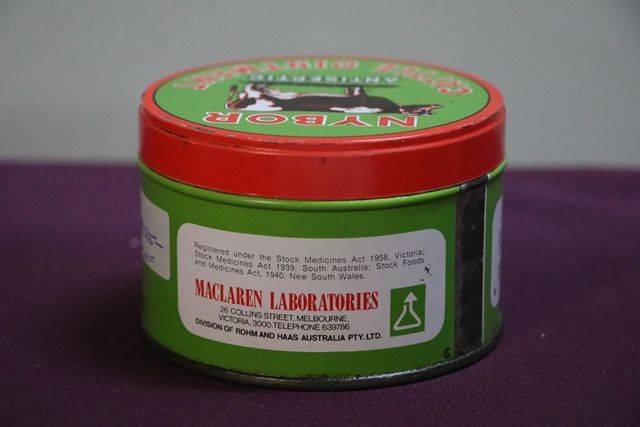 NYBOR
ANTISEPTIC
Registered under the Stock Medicines Act 1958, Victoria;
Stock Medicines Act 1939, South Australia; Stock Foods
and Medicines Act, 1940, New South Wales.
MACLAREN LABORATORIES
26 COLLINS STREET, MELBOURNE,
VICTORIA, 3000. TELEPHONE 639786
DIVISION OF ROHM AND HAAS AUSTRALIA PTY. LTD.